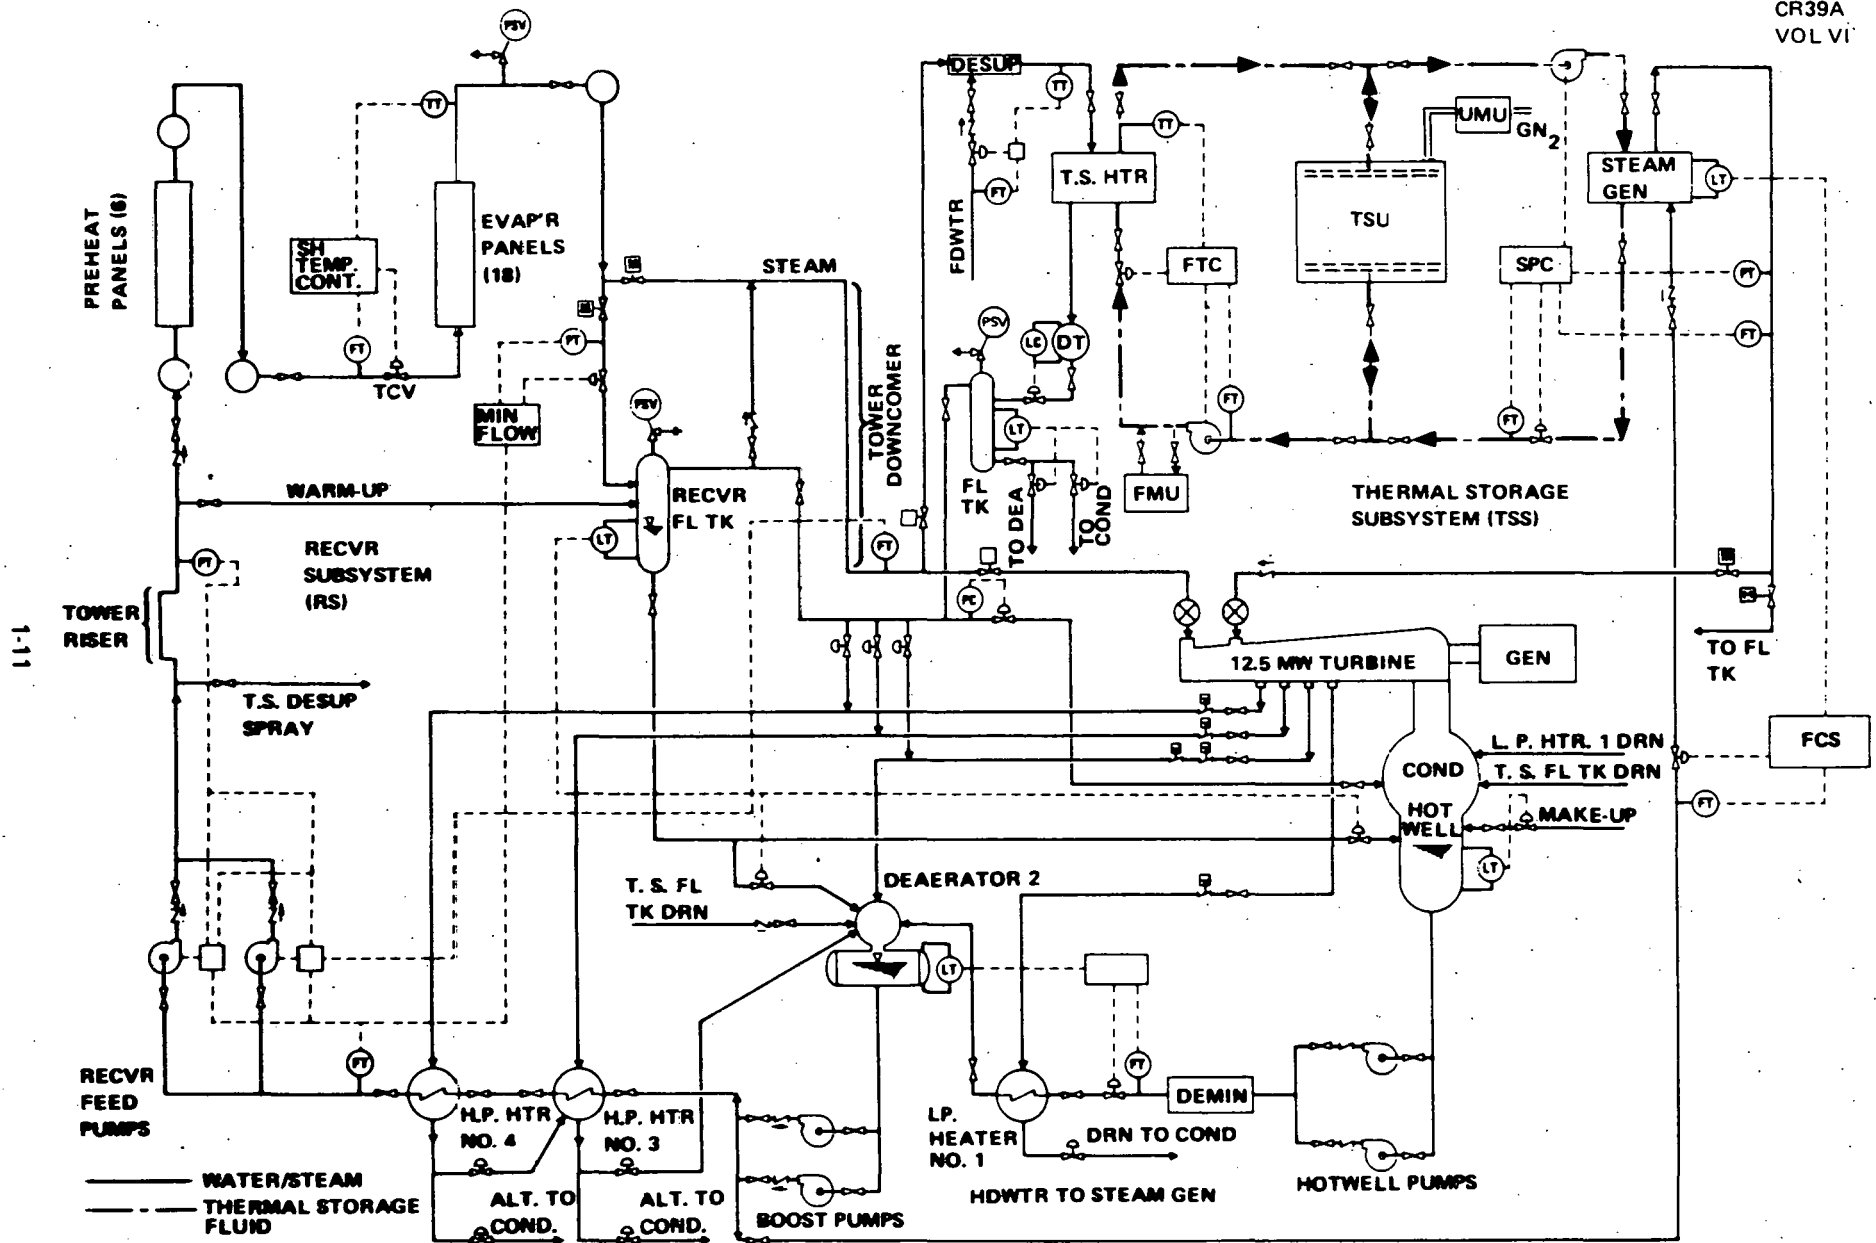 CR39A
VOL VI
PSV
DESUP
TT
TT
TT
UMU
GN2
PREHEAT
PANELS (6)
EVAP'R
PANELS
(18)
SH
TEMP
CONT.
FT
TCV
STEAM
FDWTR
FT
T.S. HTR
FTC
TSU
SPC
STEAM
GEN
LT
PT
FT
PT
MIN
FLOW
PSV
TOWER
DOWNCOMER
PSV
LC
DT
LT
FL
TK
TO DEA
TO
COND
FT
FMU
FT
THERMAL STORAGE
SUBSYSTEM (TSS)
WARM-UP
RECVR
FL TK
LT
FT
PT
RECVR
SUBSYSTEM
(RS)
TOWER
RISER
1-11
PC
T.S. DESUP
SPRAY
12.5 MW TURBINE
GEN
TO FL
TK
FCS
FT
L. P. HTR. 1 DRN
T. S. FL TK DRN
COND
HOT
WELL
MAKE-UP
LT
T. S. FL
TK DRN
DEAERATOR 2
LT
FT
RECVR
FEED
PUMPS
FT
H.P. HTR
NO. 4
H.P. HTR
NO. 3
LP.
HEATER
NO. 1
DEMIN
DRN TO COND
HDWTR TO STEAM GEN
HOTWELL PUMPS
BOOST PUMPS
ALT. TO
COND.
ALT. TO
COND.
WATER/STEAM
THERMAL STORAGE
FLUID